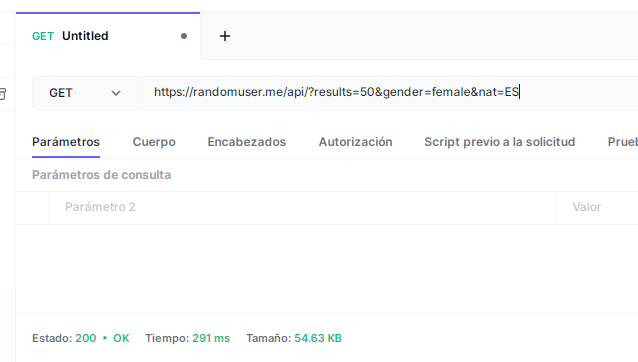 GET Untitled
GET https://randomuser.me/api/?results=50&gender=female&nat=ES
Parámetros Cuerpo Encabezados Autorización Script previo a la solicitud
Parámetros de consulta
Parámetro 2 Valor
Estado: 200 • OK Tiempo: 291 ms Tamaño: 54.63 KB